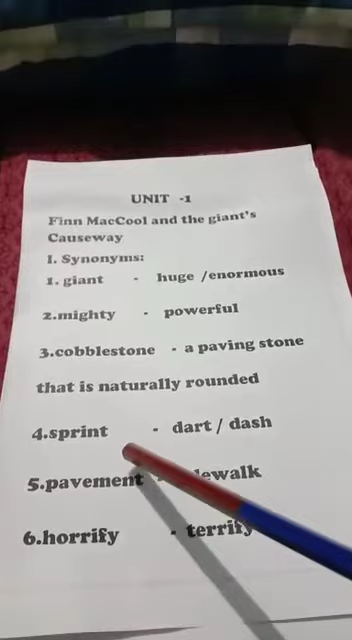 UNIT -1
Finn MacCool and the giant's
Causeway
I. Synonyms:
1. giant - huge /enormous
2.mighty - powerful
3.cobblestone - a paving stone
that is naturally rounded
4.sprint - dart / dash
5.pavement -
6.horrify - terrify